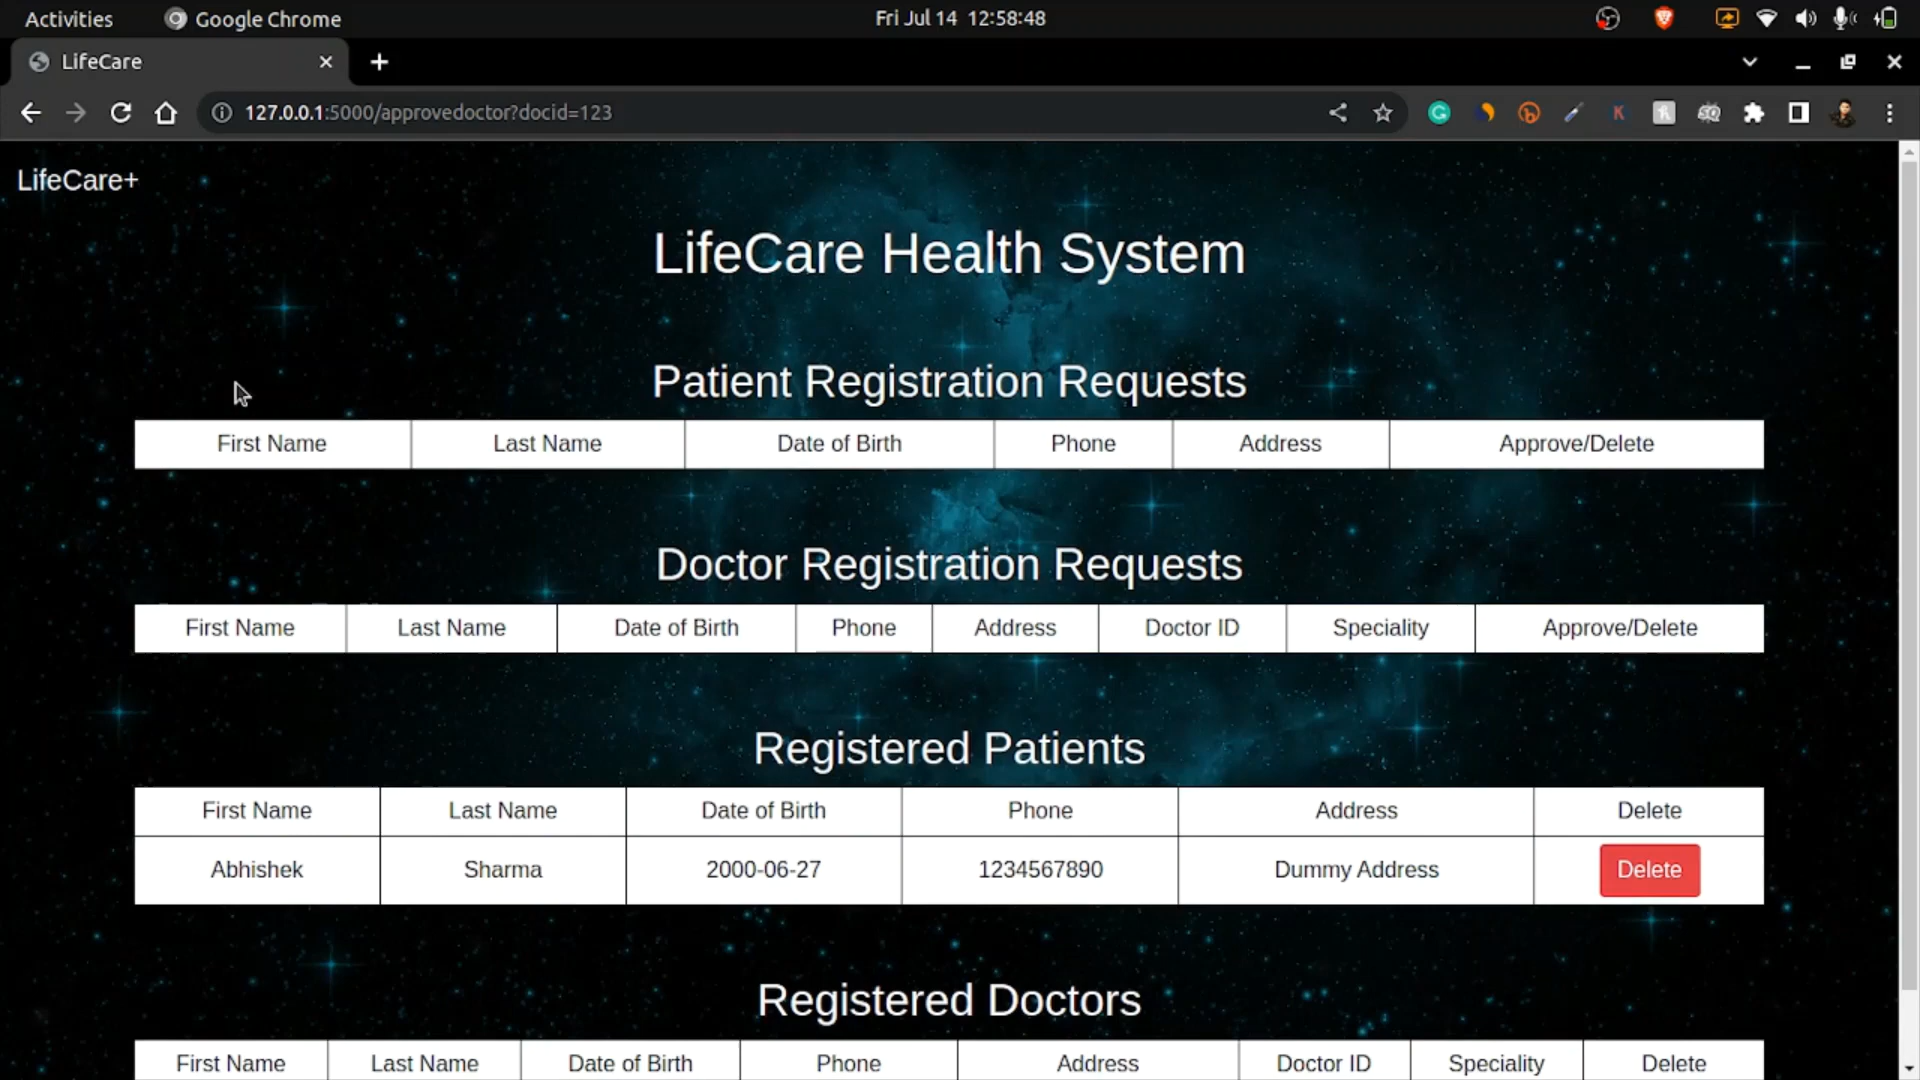 Activities Google Chrome Fri Jul 14 12:58:48
LifeCare
127.0.0.1:5000/approvedoctor?docid=123
LifeCare+
LifeCare Health System
Patient Registration Requests
First Name Last Name Date of Birth Phone Address Approve/Delete
Doctor Registration Requests
First Name Last Name Date of Birth Phone Address Doctor ID Speciality Approve/Delete
Registered Patients
First Name Last Name Date of Birth Phone Address Delete
Abhishek Sharma 2000-06-27 1234567890 Dummy Address Delete
Registered Doctors
First Name Last Name Date of Birth Phone Address Doctor ID Speciality Delete